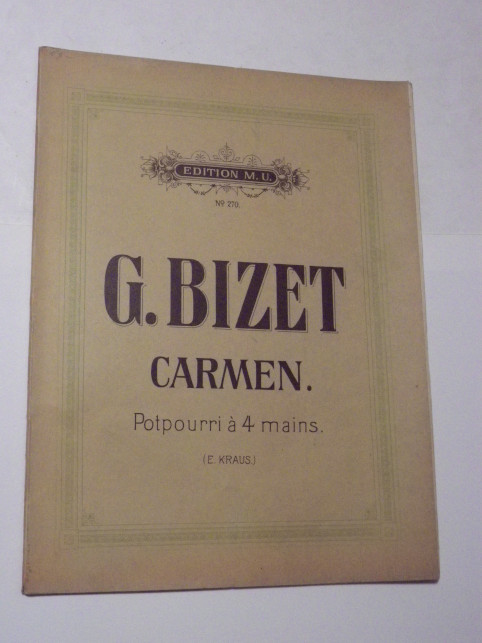 EDITION M.U.
No 270.
G. BIZET
CARMEN.
Potpourri à 4 mains.
(E. KRAUS.)